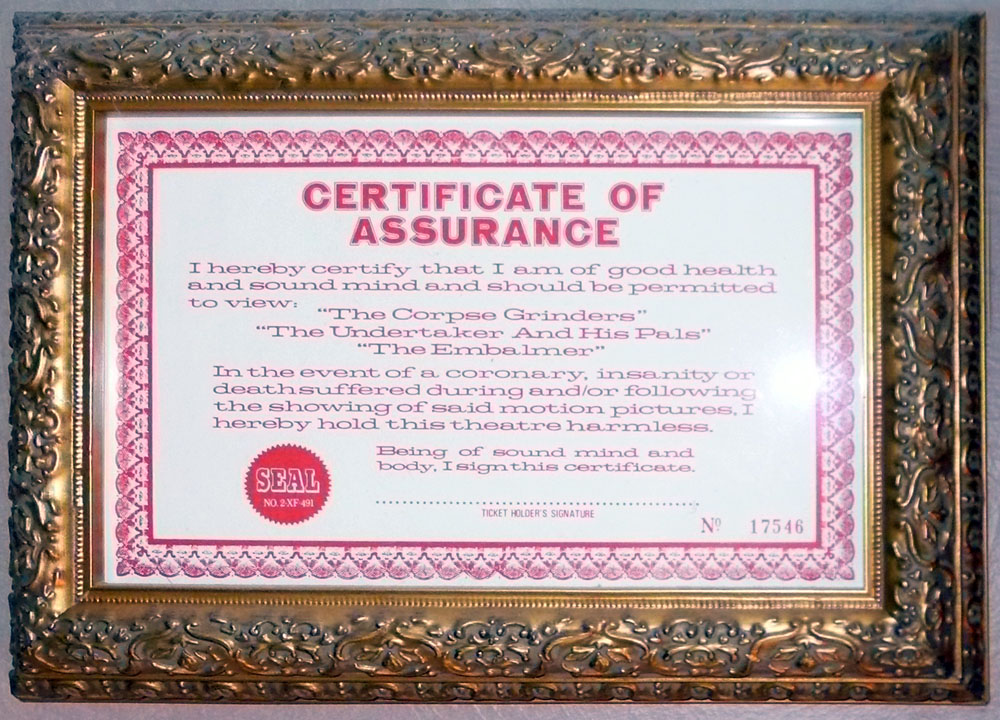 CERTIFICATE OF
ASSURANCE
I hereby certify that I am of good health
and sound mind and should be permitted
to view:
"The Corpse Grinders"
"The Undertaker And His Pals"
"The Embalmer"
In the event of a coronary, insanity or
death suffered during and/or following
the showing of said motion pictures, I
hereby hold this theatre harmless.
Being of sound mind and
body, I sign this certificate.
SEAL
NO. 2-XF-491
TICKET HOLDER'S SIGNATURE
Nº 17546